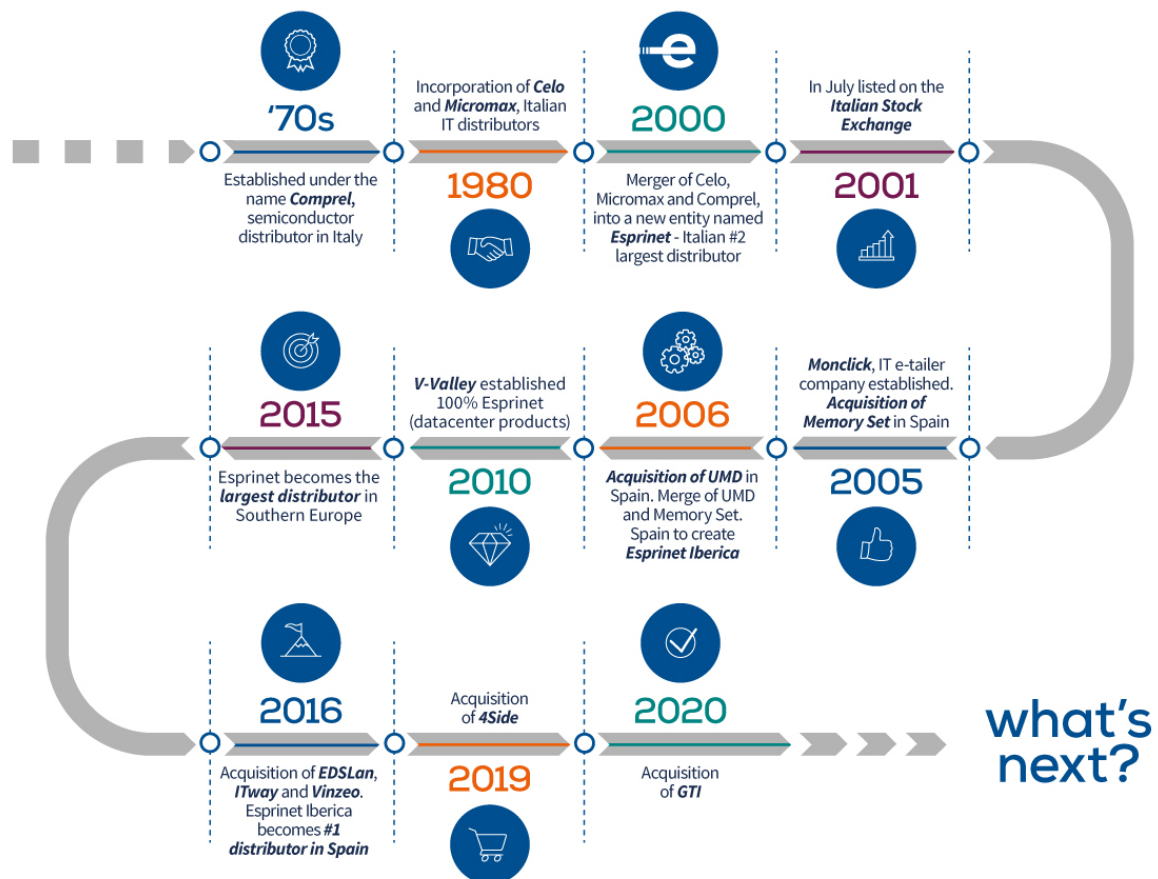 '70s
Established under the
name Comprel,
semiconductor
distributor in Italy
Incorporation of Celo
and Micromax, Italian
IT distributors
1980
e
2000
Merger of Celo,
Micromax and Comprel,
into a new entity named
Esprinet - Italian #2
largest distributor
In July listed on the
Italian Stock
Exchange
2001
Monclick, IT e-tailer
company established.
Acquisition of
Memory Set in Spain
2005
2006
Acquisition of UMD in
Spain. Merge of UMD
and Memory Set.
Spain to create
Esprinet Iberica
V-Valley established
100% Esprinet
(datacenter products)
2010
2015
Esprinet becomes the
largest distributor in
Southern Europe
2016
Acquisition of EDSLan,
ITway and Vinzeo.
Esprinet Iberica
becomes #1
distributor in Spain
Acquisition
of 4Side
2019
2020
Acquisition
of GTI
what's
next?